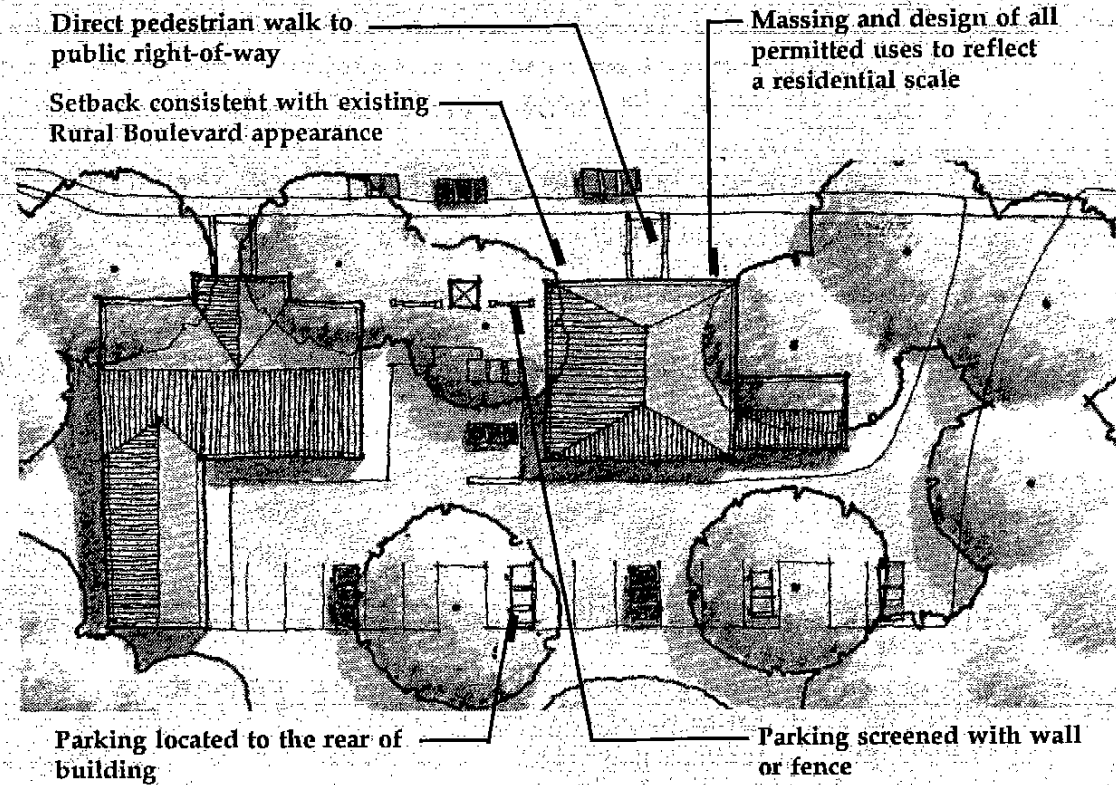 Direct pedestrian walk to
public right-of-way
Setback consistent with existing
Rural Boulevard appearance
Massing and design of all
permitted uses to reflect
a residential scale
Parking located to the rear of
building
Parking screened with wall
or fence